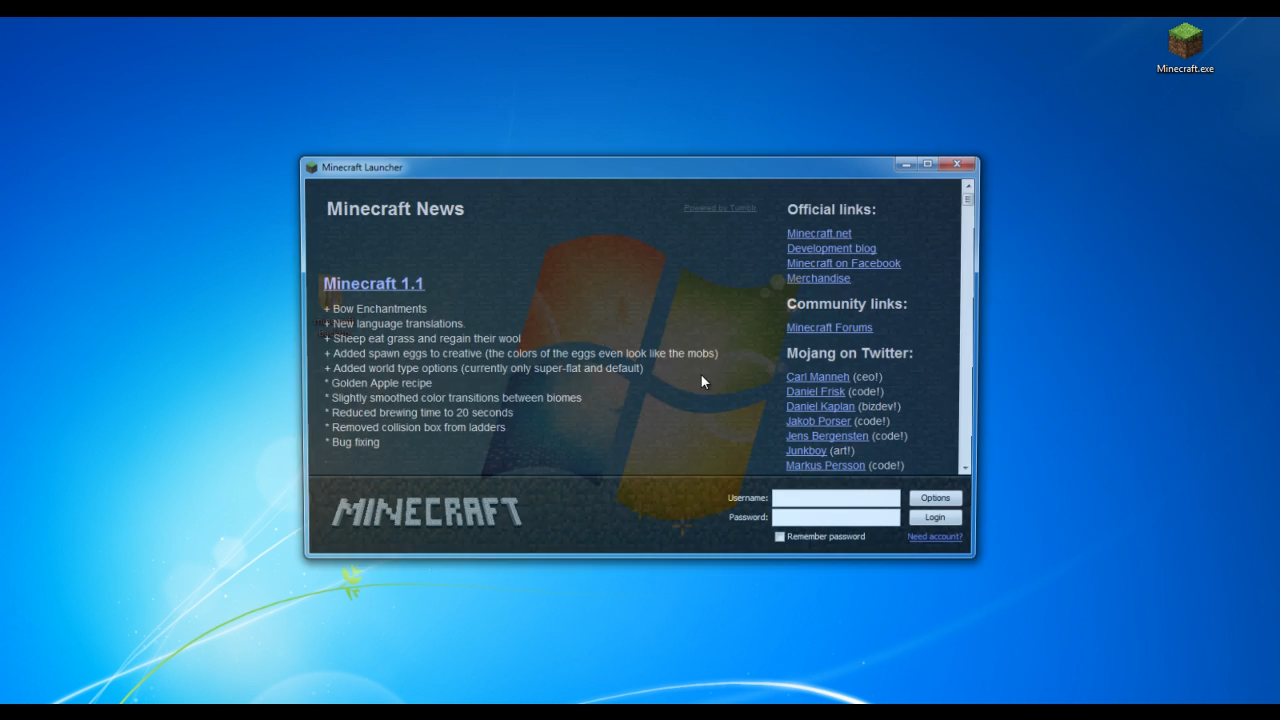 Minecraft.exe
Minecraft Launcher
Minecraft News
Powered by Tumblr
Minecraft 1.1
+ Bow Enchantments
+ New language translations.
+ Sheep eat grass and regain their wool
+ Added spawn eggs to creative (the colors of the eggs even look like the mobs)
+ Added world type options (currently only super-flat and default)
* Golden Apple recipe
* Slightly smoothed color transitions between biomes
* Reduced brewing time to 20 seconds
* Removed collision box from ladders
* Bug fixing
Official links:
Minecraft.net
Development blog
Minecraft on Facebook
Merchandise
Community links:
Minecraft Forums
Mojang on Twitter:
Carl Manneh (ceo!)
Daniel Frisk (code!)
Daniel Kaplan (bizdev!)
Jakob Porser (code!)
Jens Bergensten (code!)
Junkboy (art!)
Markus Persson (code!)
MINECRAFT
Username:
Options
Password:
Login
Remember password
Need account?